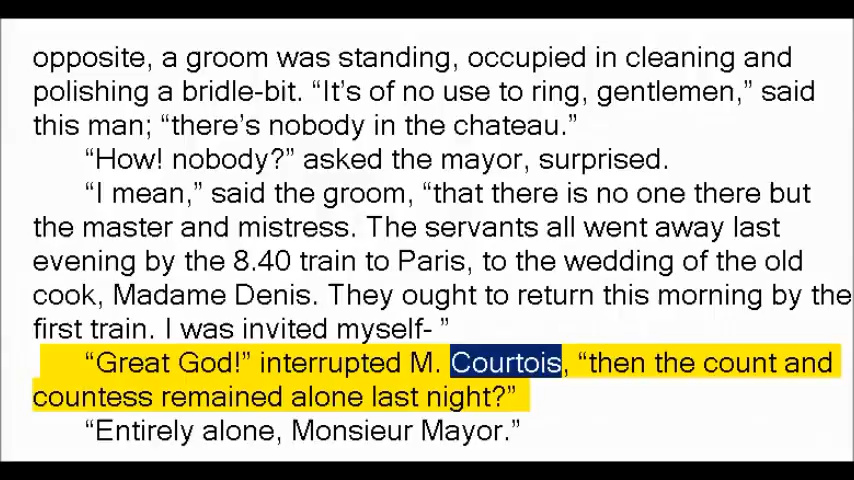 opposite, a groom was standing, occupied in cleaning and
polishing a bridle-bit. “It’s of no use to ring, gentlemen,” said
this man; “there’s nobody in the chateau.”
“How! nobody?” asked the mayor, surprised.
“I mean,” said the groom, “that there is no one there but
the master and mistress. The servants all went away last
evening by the 8.40 train to Paris, to the wedding of the old
cook, Madame Denis. They ought to return this morning by the
first train. I was invited myself- ”
“Great God!” interrupted M. Courtois, “then the count and
countess remained alone last night?”
“Entirely alone, Monsieur Mayor.”